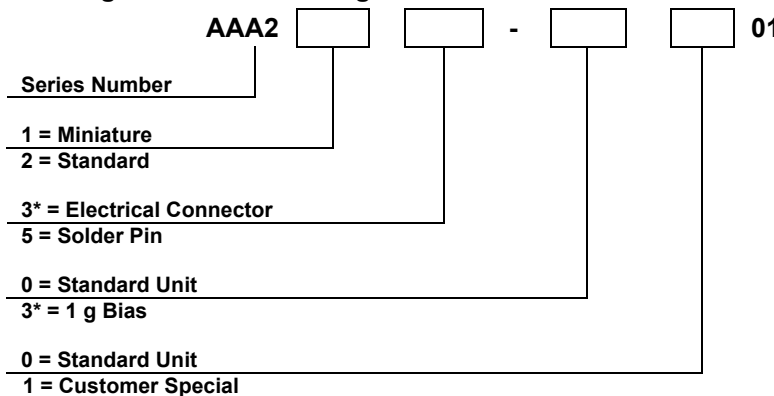 AAA2 - 01
Series Number
1 = Miniature
2 = Standard
3* = Electrical Connector
5 = Solder Pin
0 = Standard Unit
3* = 1 g Bias
0 = Standard Unit
1 = Customer Special